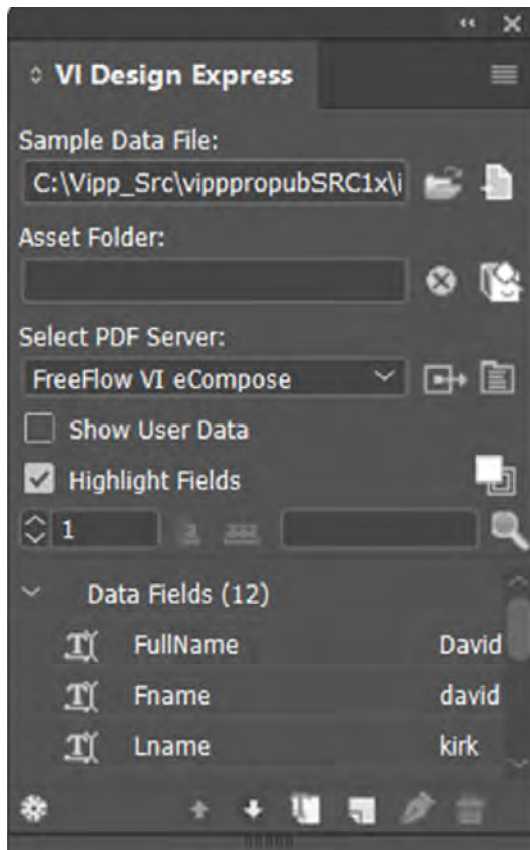 VI Design Express
Sample Data File:
C:\Vipp_Src\vipppropubSRC1x\i
Asset Folder:
Select PDF Server:
FreeFlow VI eCompose
Show User Data
Highlight Fields
1
Data Fields (12)
FullName David
Fname david
Lname kirk